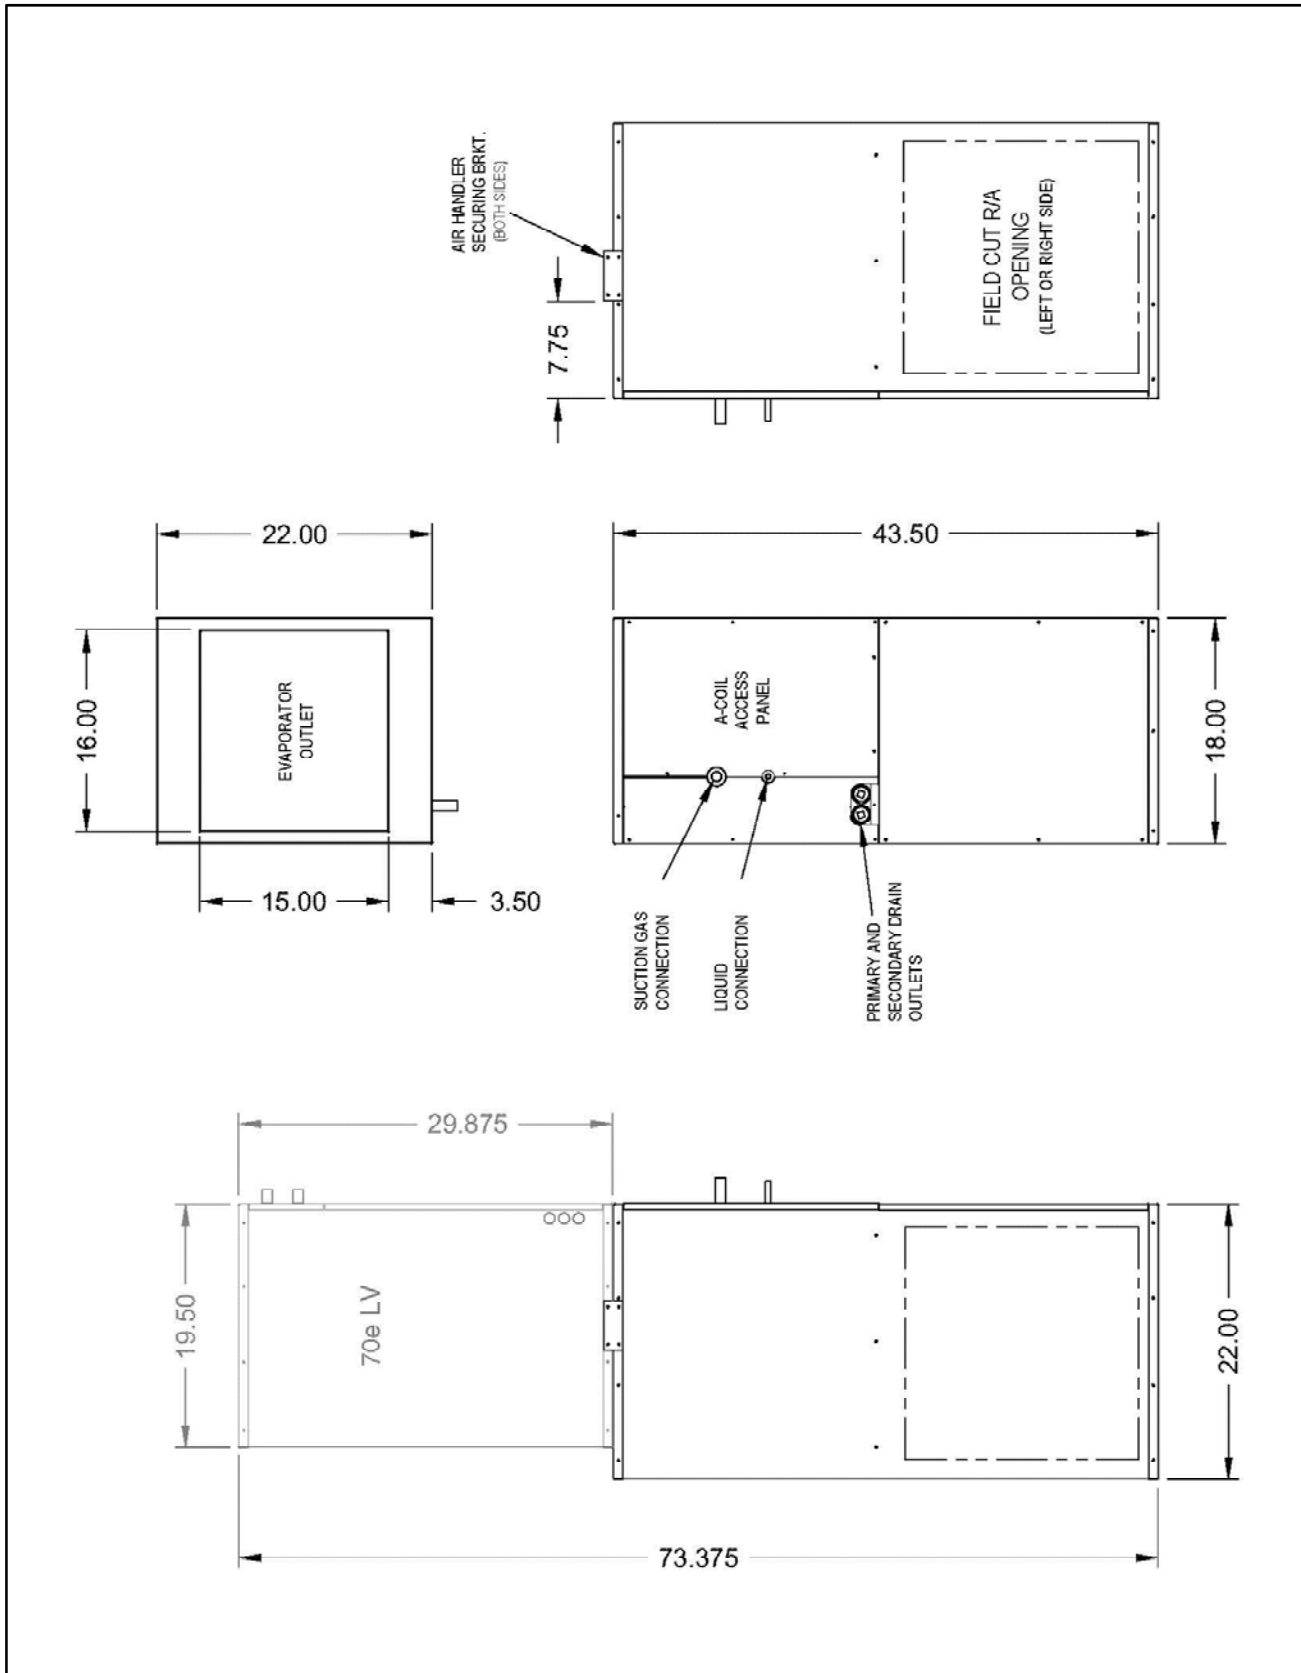 AIR HANDLER
SECURING BRKT.
(BOTH SIDES)
7.75
FIELD CUT R/A
OPENING
(LEFT OR RIGHT SIDE)
22.00
43.50
16.00
EVAPORATOR
OUTLET
A-COIL
ACCESS
PANEL
18.00
15.00
3.50
SUCTION GAS
CONNECTION
LIQUID
CONNECTION
PRIMARY AND
SECONDARY DRAIN
OUTLETS
29.875
19.50
70e LV
22.00
73.375